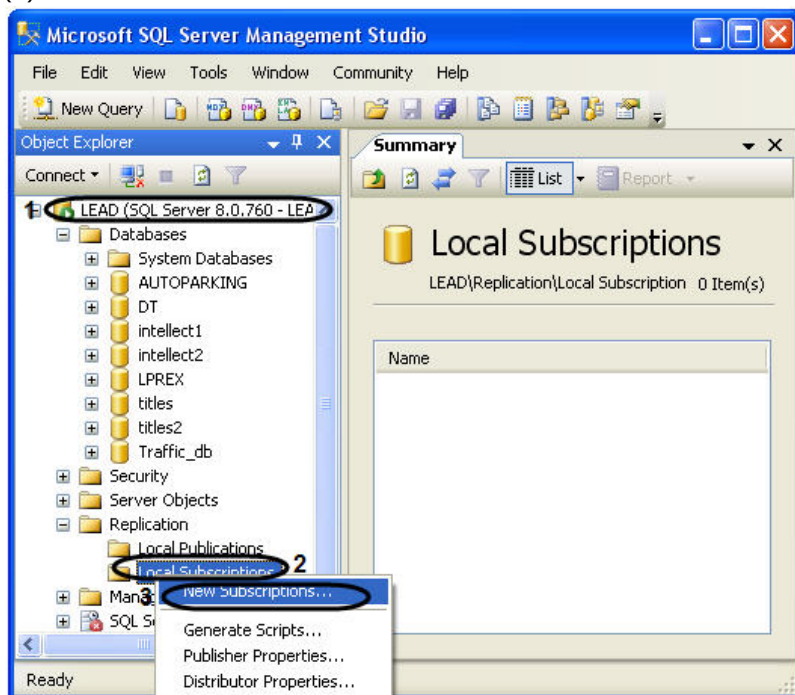 Microsoft SQL Server Management Studio
File Edit View Tools Window Community Help
New Query
Object Explorer
Connect
1 LEAD (SQL Server 8.0.760 - LEA
Databases
System Databases
AUTOPARKING
DT
intellect1
intellect2
LPREX
titles
titles2
Traffic_db
Security
Server Objects
Replication
Local Publications
Local Subscriptions 2
3 New Subscriptions...
Generate Scripts...
Publisher Properties...
Distributor Properties...
SQL S
Ready
Summary
List Report
Local Subscriptions
LEAD\Replication\Local Subscription 0 Item(s)
Name